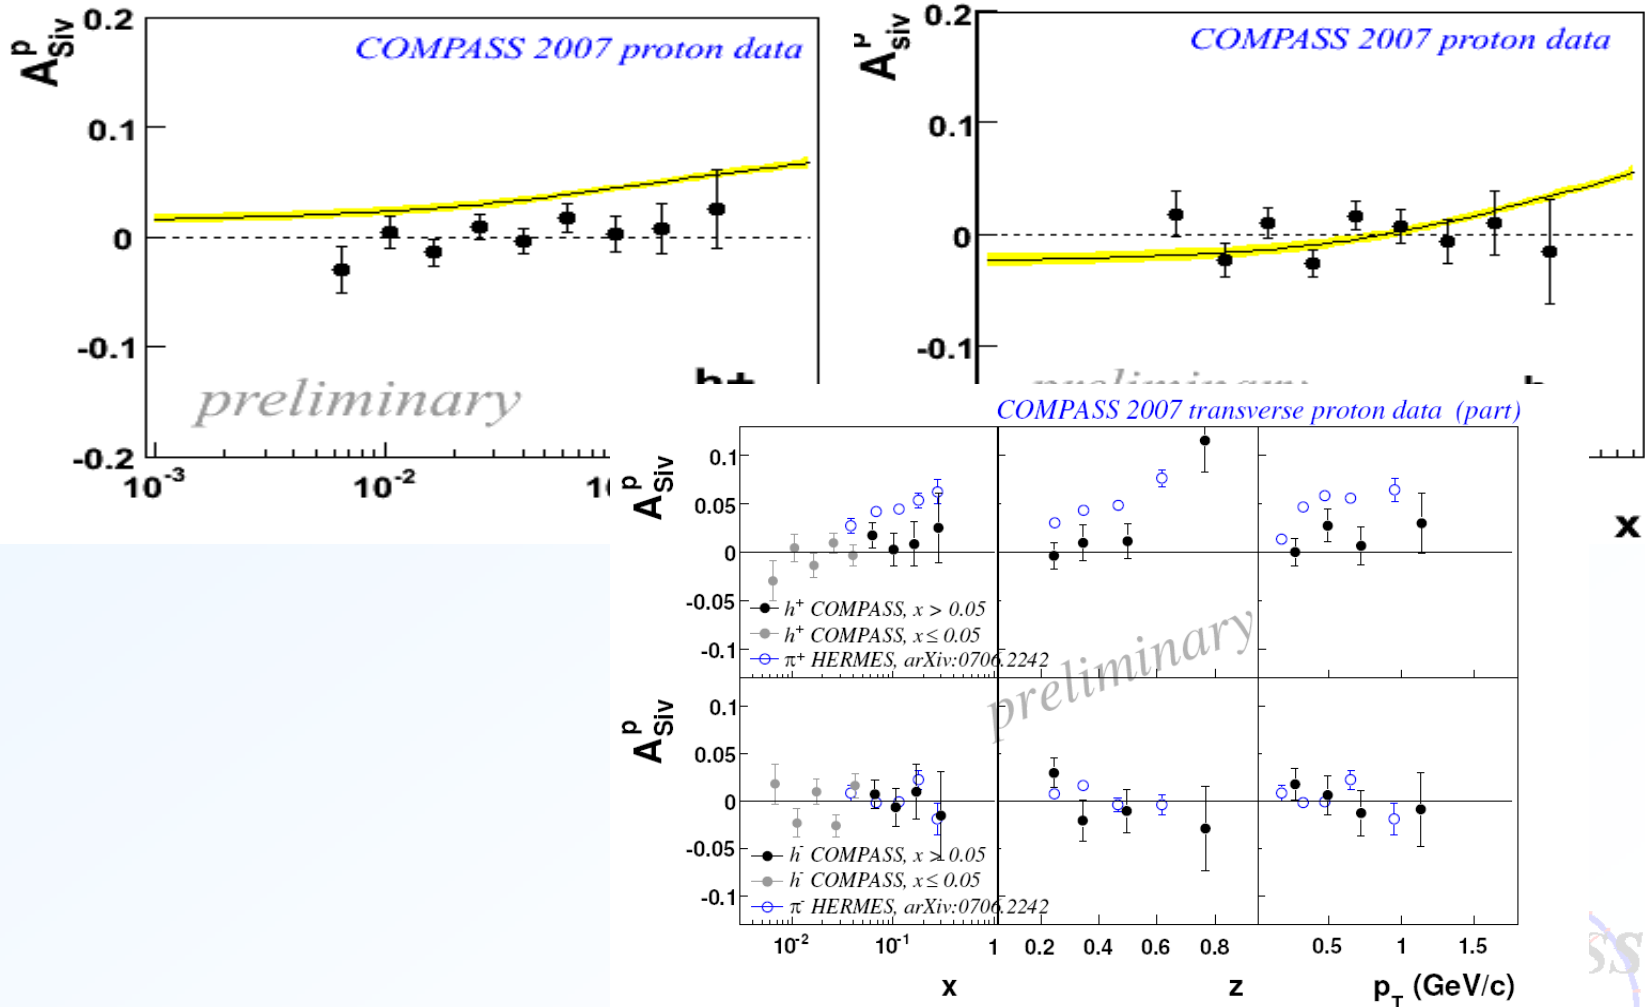 0.2
A^p_Siv
COMPASS 2007 proton data
0.1
0
-0.1
preliminary
-0.2
10^-3
10^-2
0.2
A^p_siv
COMPASS 2007 proton data
0.1
0
-0.1
preliminary
x
COMPASS 2007 transverse proton data (part)
A^p_Siv
0.1
0.05
0
-0.05
-0.1
h^+ COMPASS, x > 0.05
h^+ COMPASS, x ≤ 0.05
π^+ HERMES, arXiv:0706.2242
preliminary
A^p_Siv
0.1
0.05
0
-0.05
-0.1
h^- COMPASS, x > 0.05
h^- COMPASS, x ≤ 0.05
π^- HERMES, arXiv:0706.2242
10^-2 10^-1 1 0.2 0.4 0.6 0.8 0.5 1 1.5
x z p_T (GeV/c)